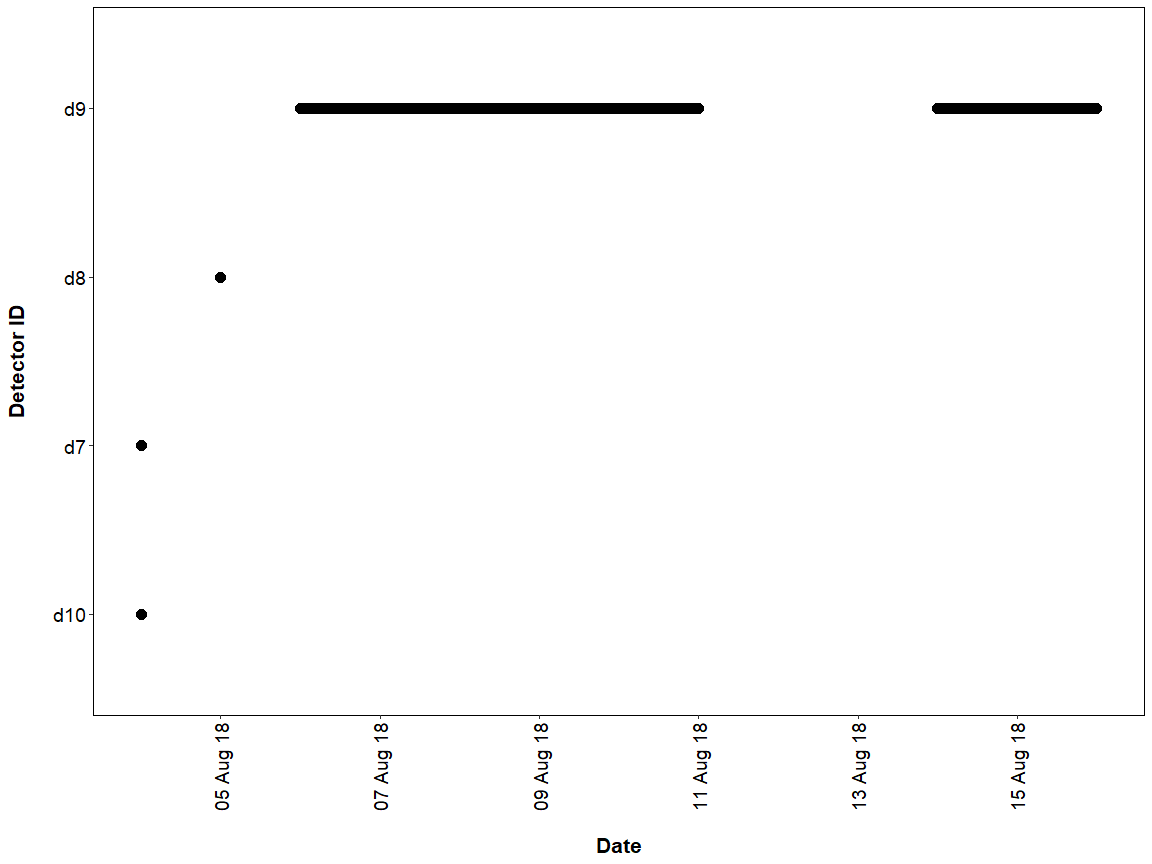 d9
d8
d7
d10
Detector ID
05 Aug 18
07 Aug 18
09 Aug 18
11 Aug 18
13 Aug 18
15 Aug 18
Date